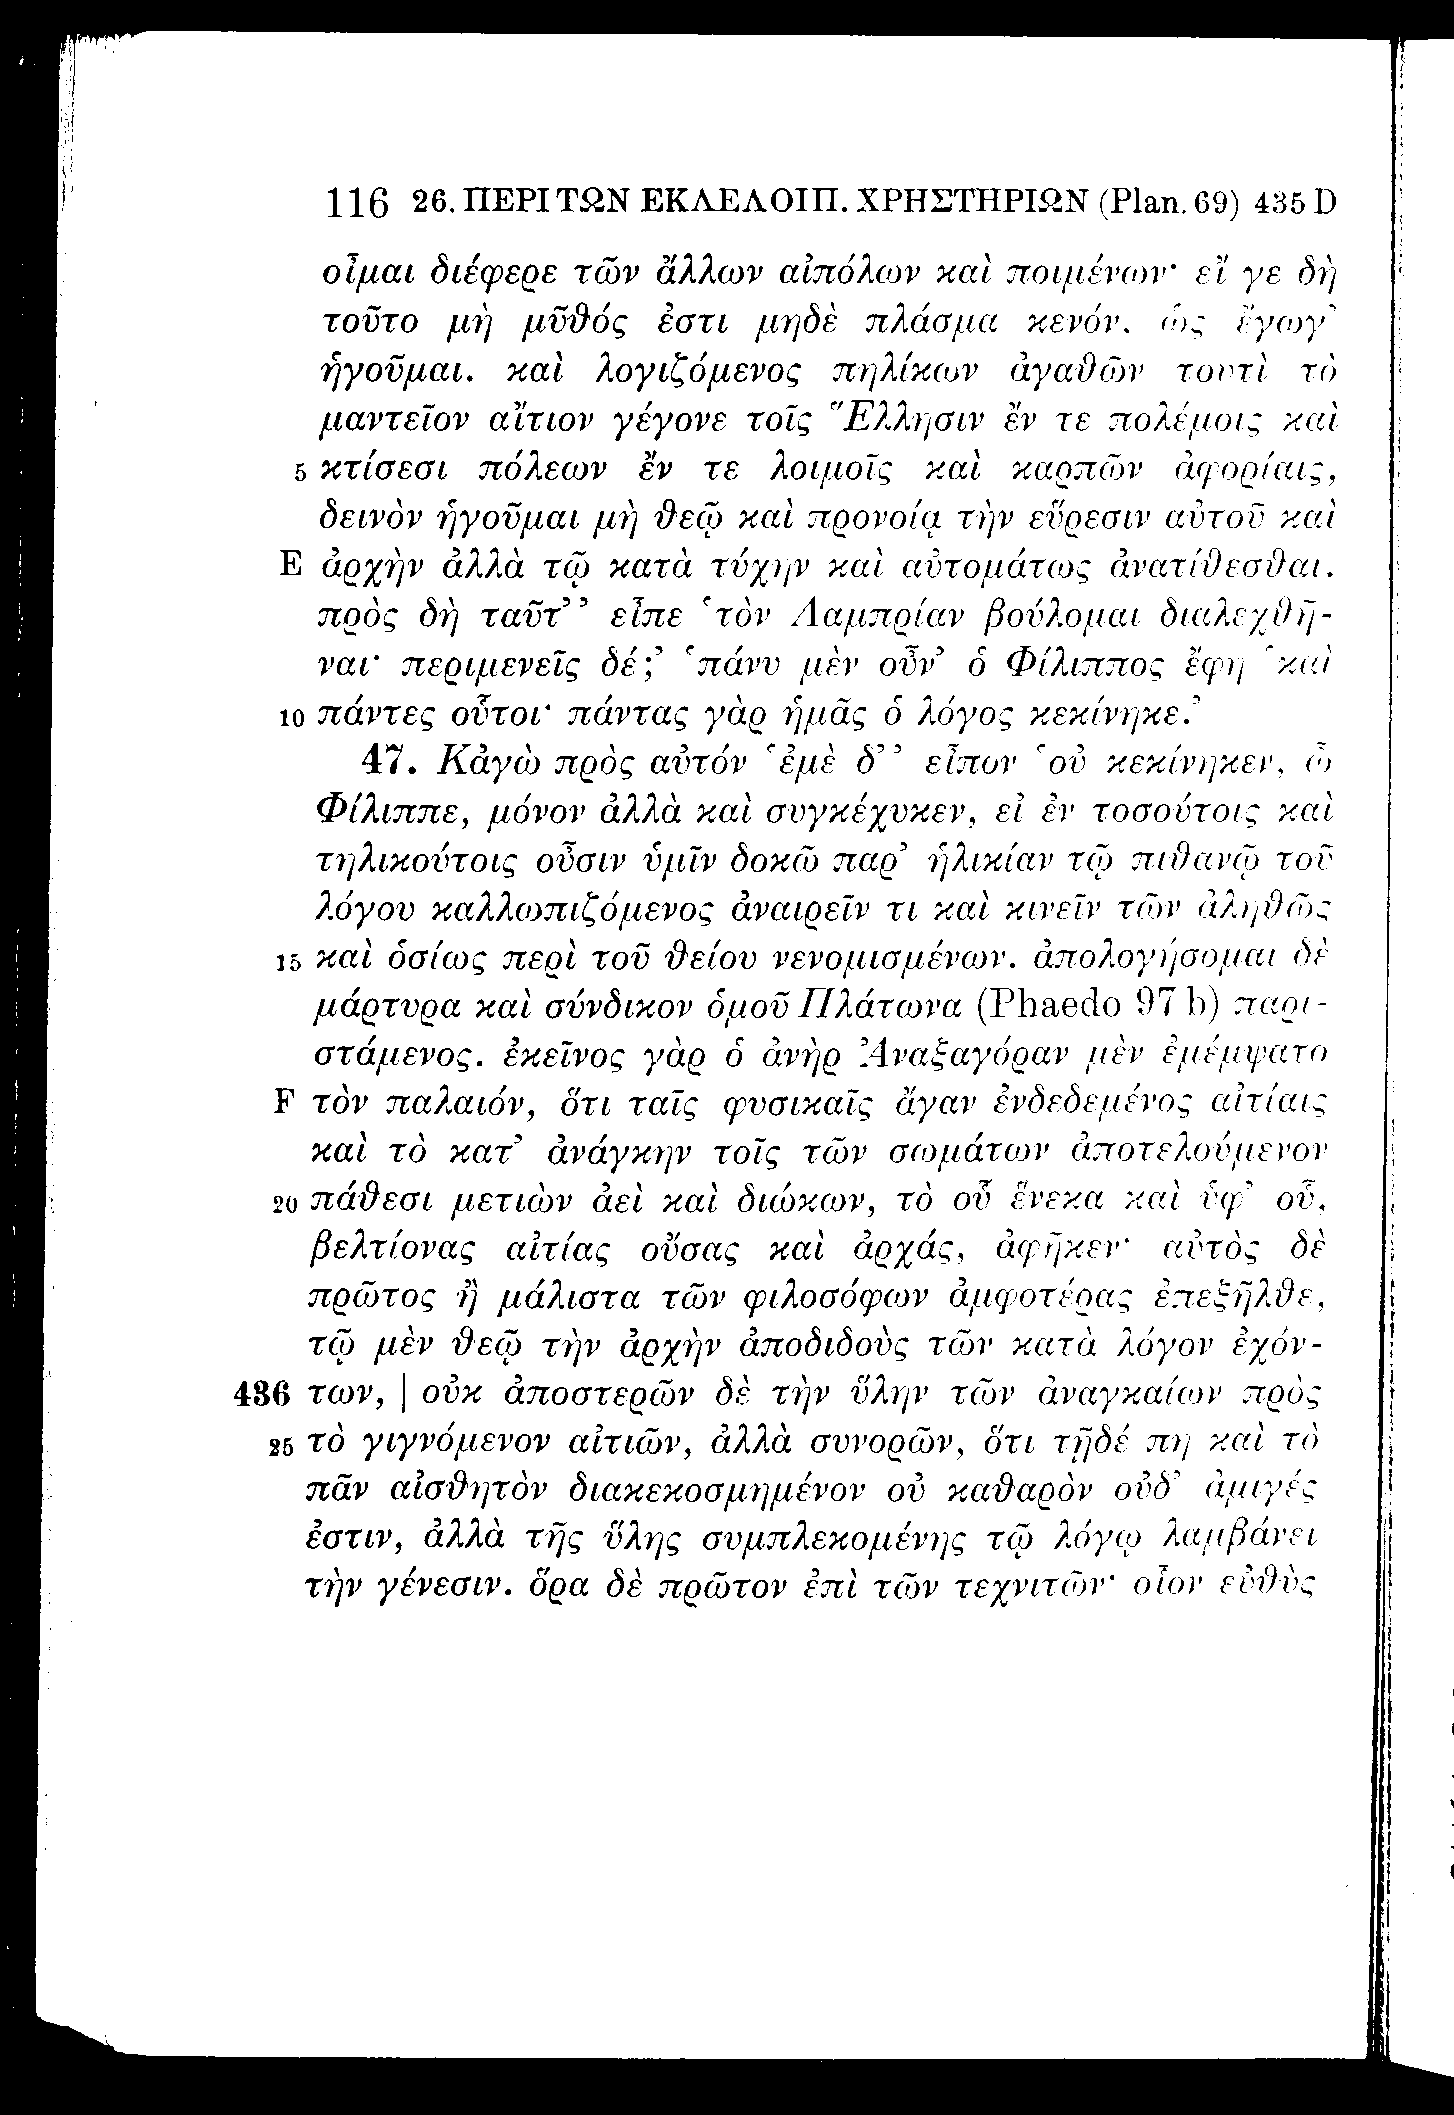 116 26. ΠΕΡΙ ΤΩΝ ΕΚΛΕΛΟΙΠ. ΧΡΗΣΤΗΡΙΩΝ (Plan. 69) 435 D
οἶμαι διέφερε τῶν ἄλλων αἰπόλων καὶ ποιμένων· εἴ γε δὴ
τοῦτο μὴ μῦθός ἐστι μηδὲ πλάσμα κενόν, ὡς ἔγωγ’
ἡγοῦμαι. καὶ λογιζόμενος πηλίκων ἀγαθῶν τουτὶ τὸ
μαντεῖον αἴτιον γέγονε τοῖς Ἕλλησιν ἔν τε πολέμοις καὶ
5 κτίσεσι πόλεων ἔν τε λοιμοῖς καὶ καρπῶν ἀφορίαις,
δεινὸν ἡγοῦμαι μὴ θεῷ καὶ προνοίᾳ τὴν εὕρεσιν αὐτοῦ καὶ
E ἀρχὴν ἀλλὰ τῷ κατὰ τύχην καὶ αὐτομάτως ἀνατίθεσθαι.
πρὸς δὴ ταῦτ’’ εἶπε ‘τὸν Λαμπρίαν βούλομαι διαλεχθῆ-
ναι· περιμενεῖς δέ;’ ‘πάνυ μὲν οὖν’ ὁ Φίλιππος ἔφη ‘καὶ
10 πάντες οὗτοι· πάντας γὰρ ἡμᾶς ὁ λόγος κεκίνηκε.’
47. Κἀγὼ πρὸς αὐτόν ‘ἐμὲ δ’’ εἶπον ‘οὐ κεκίνηκεν, ὦ
Φίλιππε, μόνον ἀλλὰ καὶ συγκέχυκεν, εἰ ἐν τοσούτοις καὶ
τηλικούτοις οὖσιν ὑμῖν δοκῶ παρ’ ἡλικίαν τῷ πιθανῷ τοῦ
λόγου καλλωπιζόμενος ἀναιρεῖν τι καὶ κινεῖν τῶν ἀληθῶς
15 καὶ ὁσίως περὶ τοῦ θείου νενομισμένων. ἀπολογήσομαι δὲ
μάρτυρα καὶ σύνδικον ὁμοῦ Πλάτωνα (Phaedo 97 b) παρι-
στάμενος. ἐκεῖνος γὰρ ὁ ἀνὴρ Ἀναξαγόραν μὲν ἐμέμψατο
F τὸν παλαιόν, ὅτι ταῖς φυσικαῖς ἄγαν ἐνδεδεμένος αἰτίαις
καὶ τὸ κατ’ ἀνάγκην τοῖς τῶν σωμάτων ἀποτελούμενον
20 πάθεσι μετιὼν ἀεὶ καὶ διώκων, τὸ οὗ ἕνεκα καὶ ὑφ’ οὗ,
βελτίονας αἰτίας οὔσας καὶ ἀρχάς, ἀφῆκεν· αὐτὸς δὲ
πρῶτος ἢ μάλιστα τῶν φιλοσόφων ἀμφοτέρας ἐπεξῆλθε,
τῷ μὲν θεῷ τὴν ἀρχὴν ἀποδιδοὺς τῶν κατὰ λόγον ἐχόν-
436 των, | οὐκ ἀποστερῶν δὲ τὴν ὕλην τῶν ἀναγκαίων πρὸς
25 τὸ γιγνόμενον αἰτιῶν, ἀλλὰ συνορῶν, ὅτι τῇδέ πη καὶ τὸ
πᾶν αἰσθητὸν διακεκοσμημένον οὐ καθαρὸν οὐδ’ ἀμιγές
ἐστιν, ἀλλὰ τῆς ὕλης συμπλεκομένης τῷ λόγῳ λαμβάνει
τὴν γένεσιν. ὅρα δὲ πρῶτον ἐπὶ τῶν τεχνιτῶν· οἷον εὐθὺς